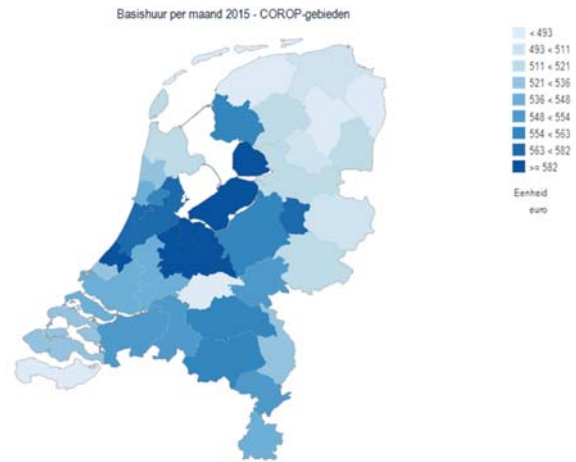 Basishuur per maand 2015 - COROP-gebieden
< 493
493 < 511
511 < 521
521 < 536
536 < 548
548 < 554
554 < 563
563 < 582
>= 582
Eenheid
euro